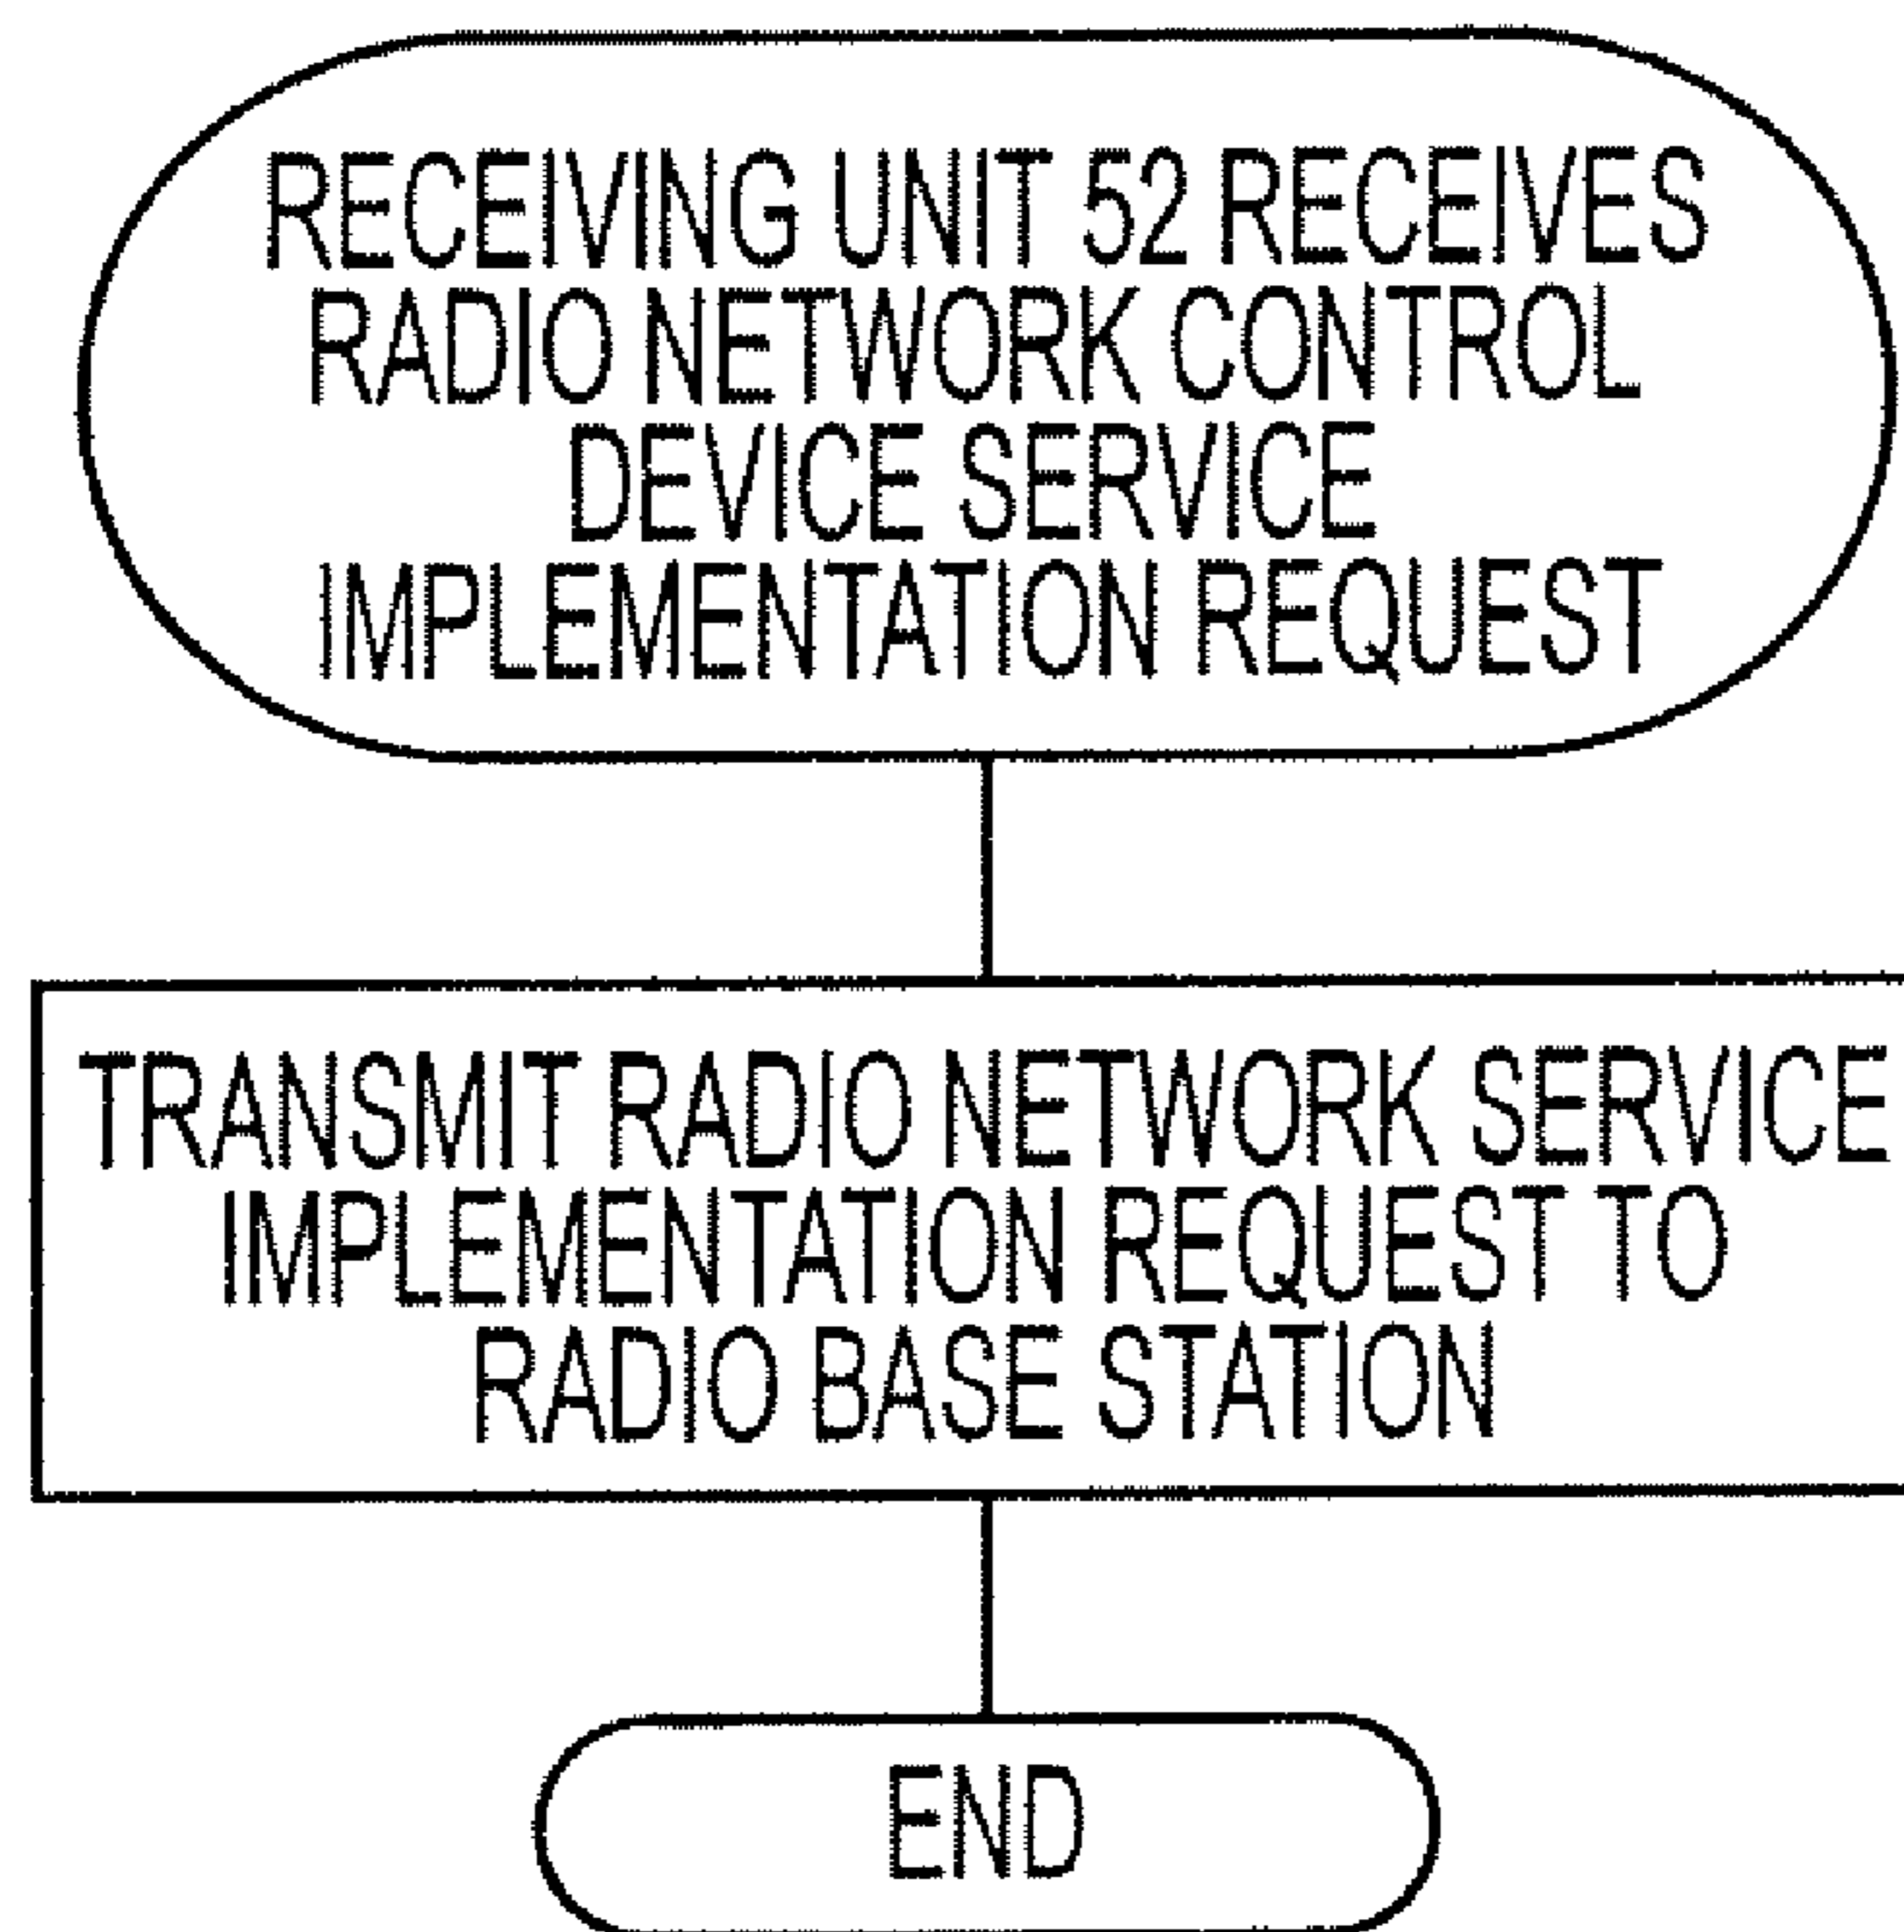 RECEIVING UNIT 52 RECEIVES
RADIO NETWORK CONTROL
DEVICE SERVICE
IMPLEMENTATION REQUEST
TRANSMIT RADIO NETWORK SERVICE
IMPLEMENTATION REQUEST TO
RADIO BASE STATION
END